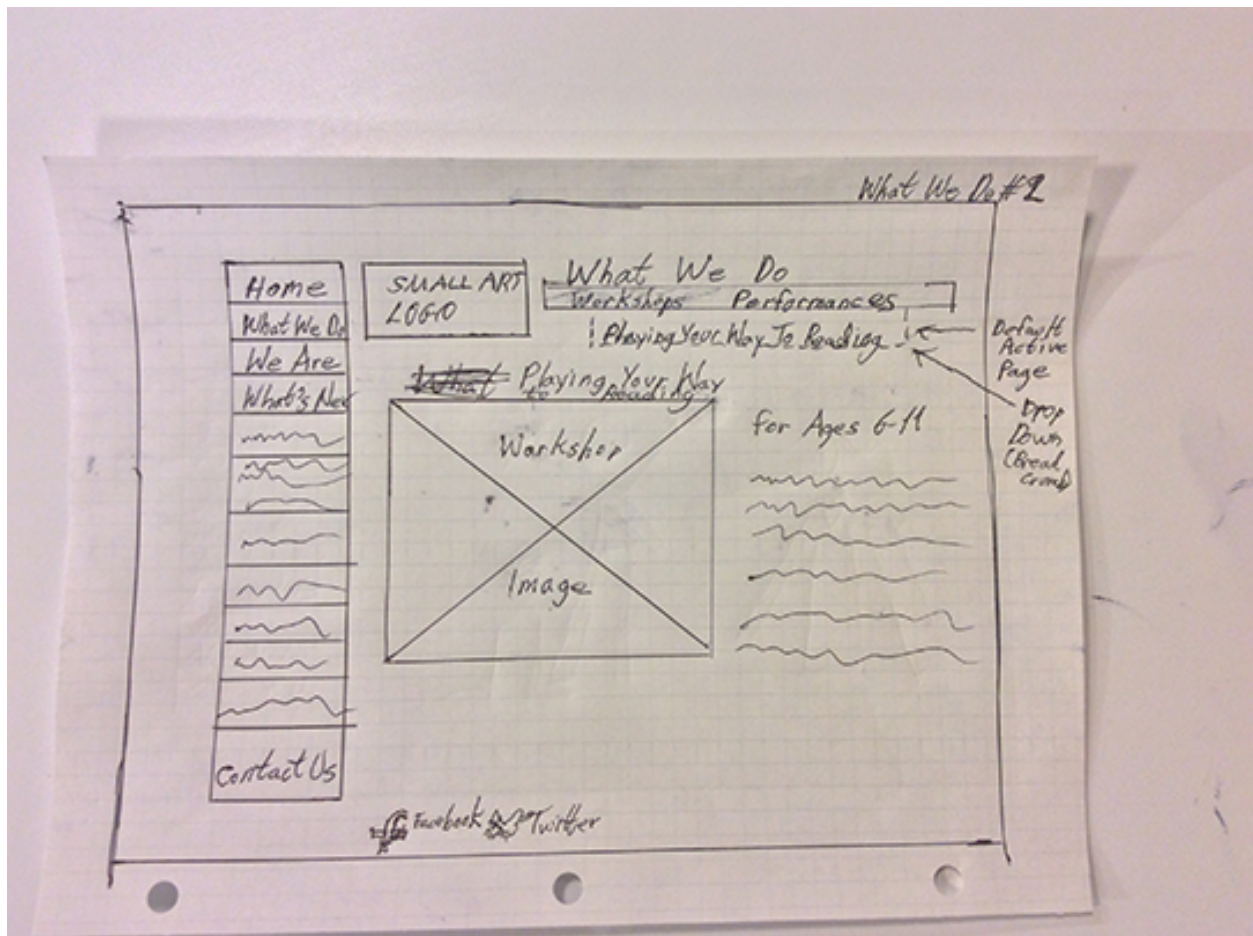 What We Do #2
Home
What We Do
We Are
What's New
Contact Us
SMALL ART
LOGO
What We Do
Workshops Performances
Playing Your Way To Reading
What Playing Your Way
to Reading
Workshop
Image
for Ages 6-11
Default
Active
Page
Drop
Down
(Bread
Facebook Twitter